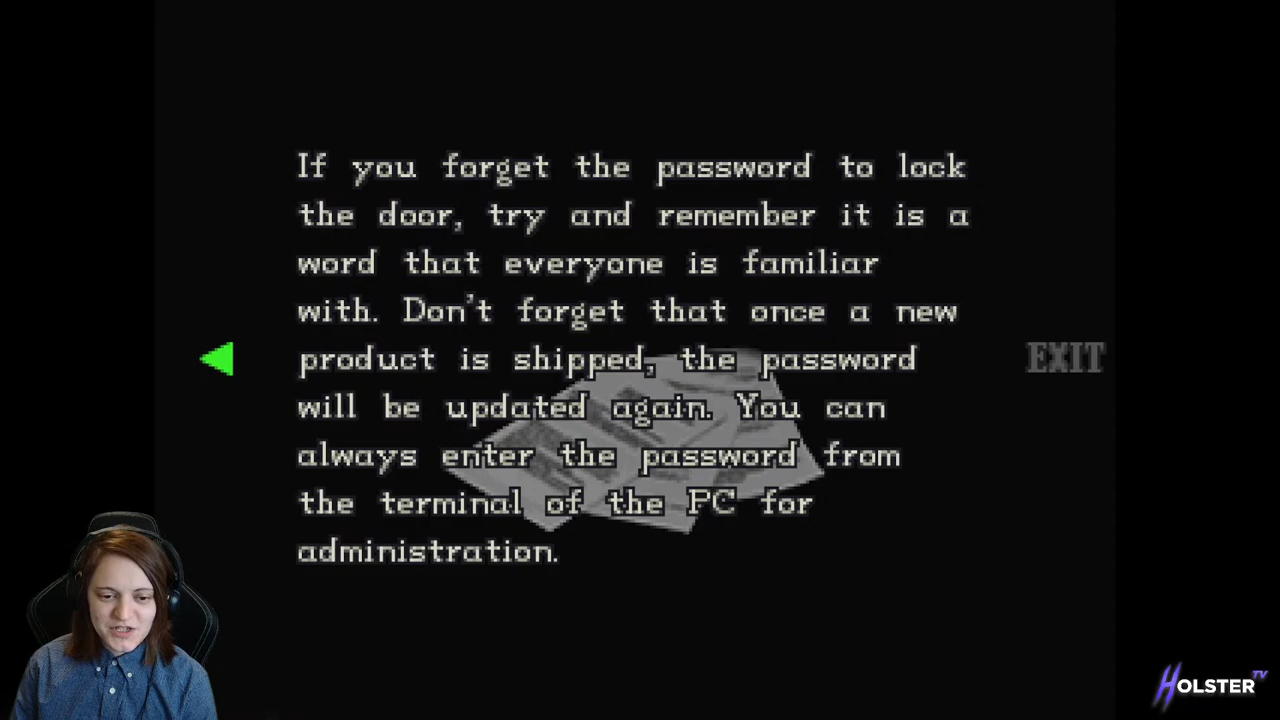 If you forget the password to lock
the door, try and remember it is a
word that everyone is familiar
with. Don't forget that once a new
product is shipped, the password
will be updated again. You can
always enter the password from
the terminal of the PC for
administration.
EXIT
HOLSTER TV